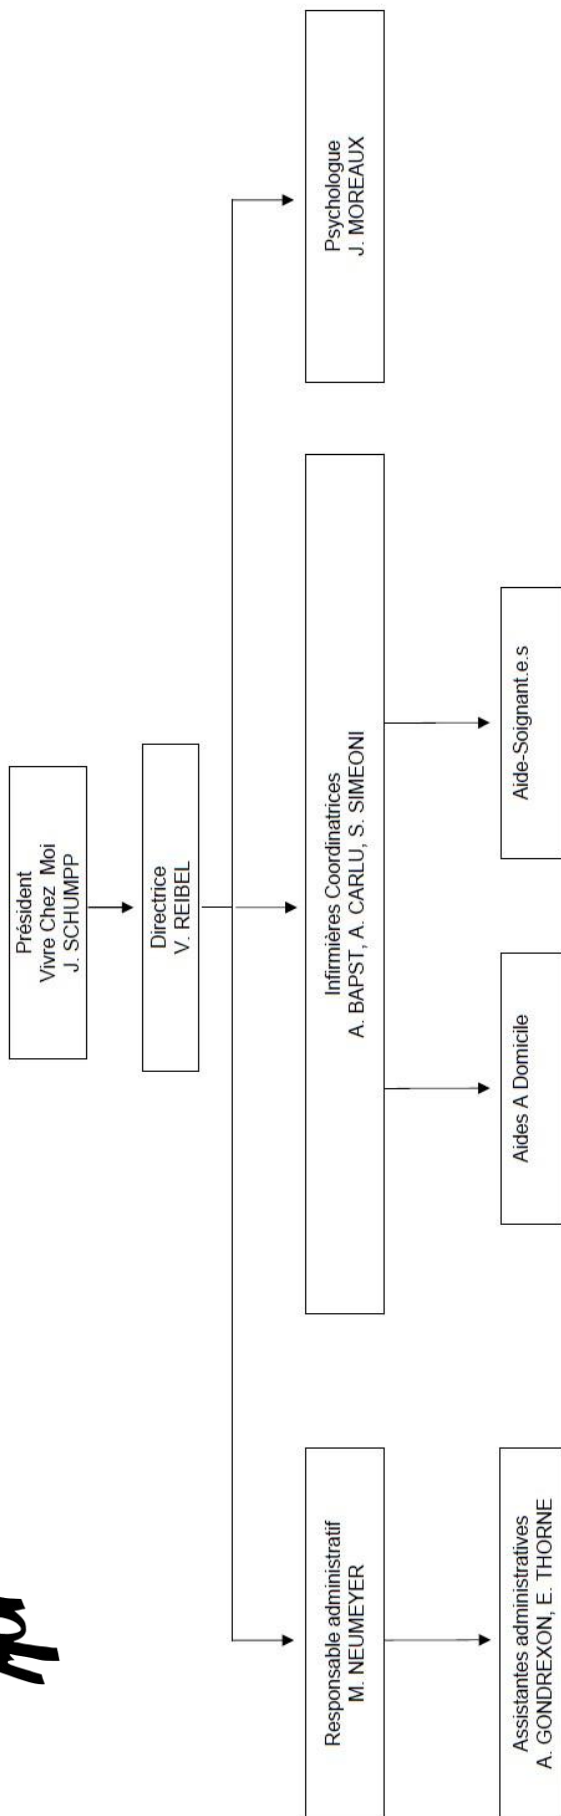 Président
Vivre Chez Moi
J. SCHUMPP
Directrice
V. REIBEL
Responsable administratif
M. NEUMEYER
Infirmières Coordinatrices
A. BAPST, A. CARLU, S. SIMEONI
Psychologue
J. MOREAUX
Assistantes administratives
A. GONDREXON, E. THORNE
Aides A Domicile
Aide-Soignant.e.s